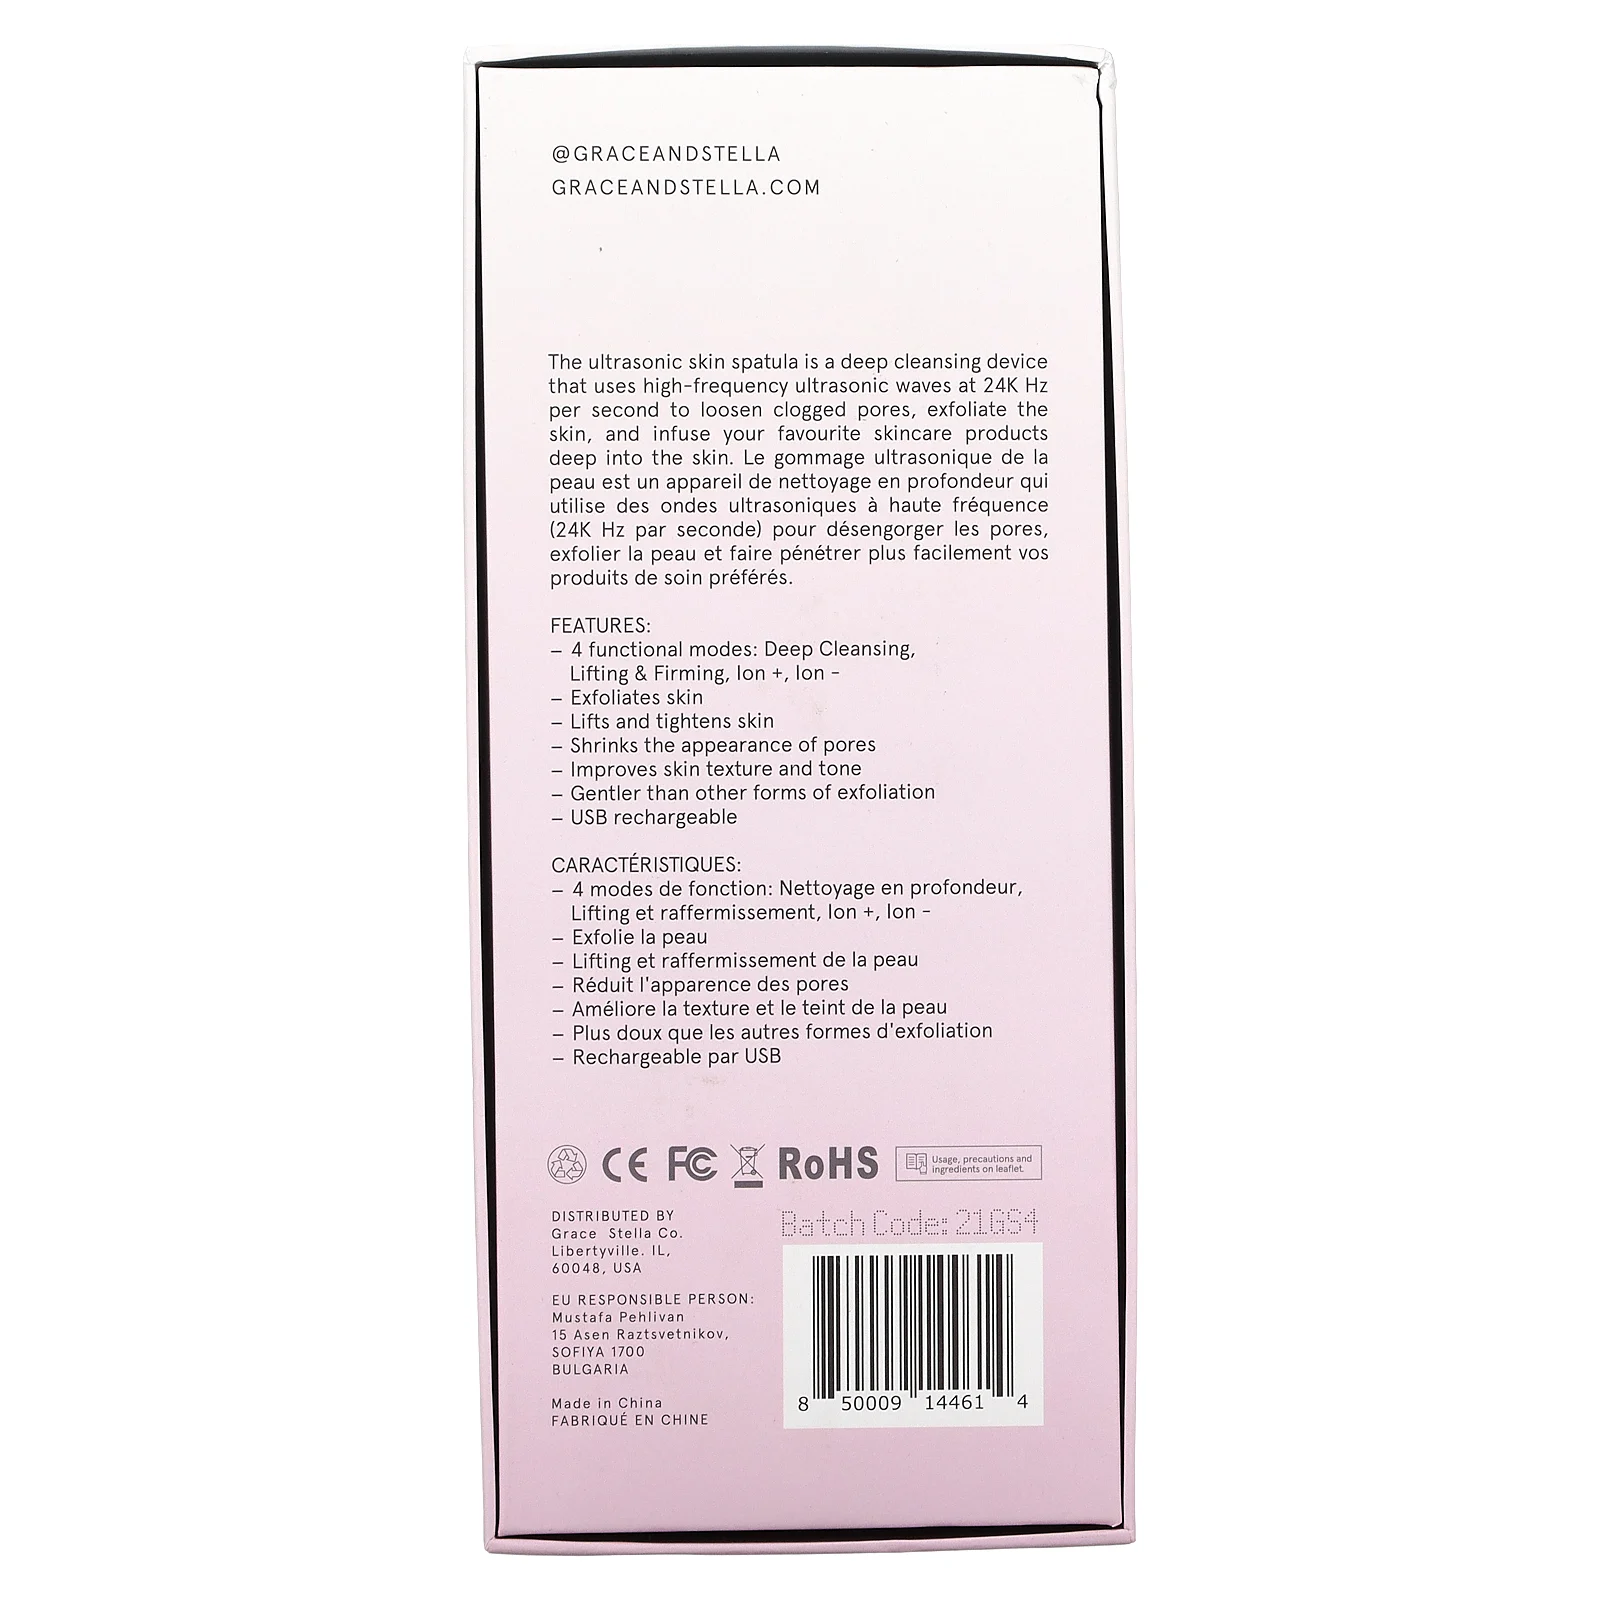 @GRACEANDSTELLA
GRACEANDSTELLA.COM
The ultrasonic skin spatula is a deep cleansing device
that uses high-frequency ultrasonic waves at 24K Hz
per second to loosen clogged pores, exfoliate the
skin, and infuse your favourite skincare products
deep into the skin. Le gommage ultrasonique de la
peau est un appareil de nettoyage en profondeur qui
utilise des ondes ultrasoniques à haute fréquence
(24K Hz par seconde) pour désengorger les pores,
exfolier la peau et faire pénétrer plus facilement vos
produits de soin préférés.
FEATURES:
– 4 functional modes: Deep Cleansing,
Lifting & Firming, Ion +, Ion -
– Exfoliates skin
– Lifts and tightens skin
– Shrinks the appearance of pores
– Improves skin texture and tone
– Gentler than other forms of exfoliation
– USB rechargeable
CARACTÉRISTIQUES:
– 4 modes de fonction: Nettoyage en profondeur,
Lifting et raffermissement, Ion +, Ion -
– Exfolie la peau
– Lifting et raffermissement de la peau
– Réduit l'apparence des pores
– Améliore la texture et le teint de la peau
– Plus doux que les autres formes d'exfoliation
– Rechargeable par USB
CE FC RoHS
Usage, precautions and
ingredients on leaflet.
DISTRIBUTED BY
Grace Stella Co.
Libertyville. IL,
60048, USA
EU RESPONSIBLE PERSON:
Mustafa Pehlivan
15 Asen Raztsvetnikov,
SOFIYA 1700
BULGARIA
Made in China
FABRIQUÉ EN CHINE
Batch Code: 21GS4
8 50009 14461 4